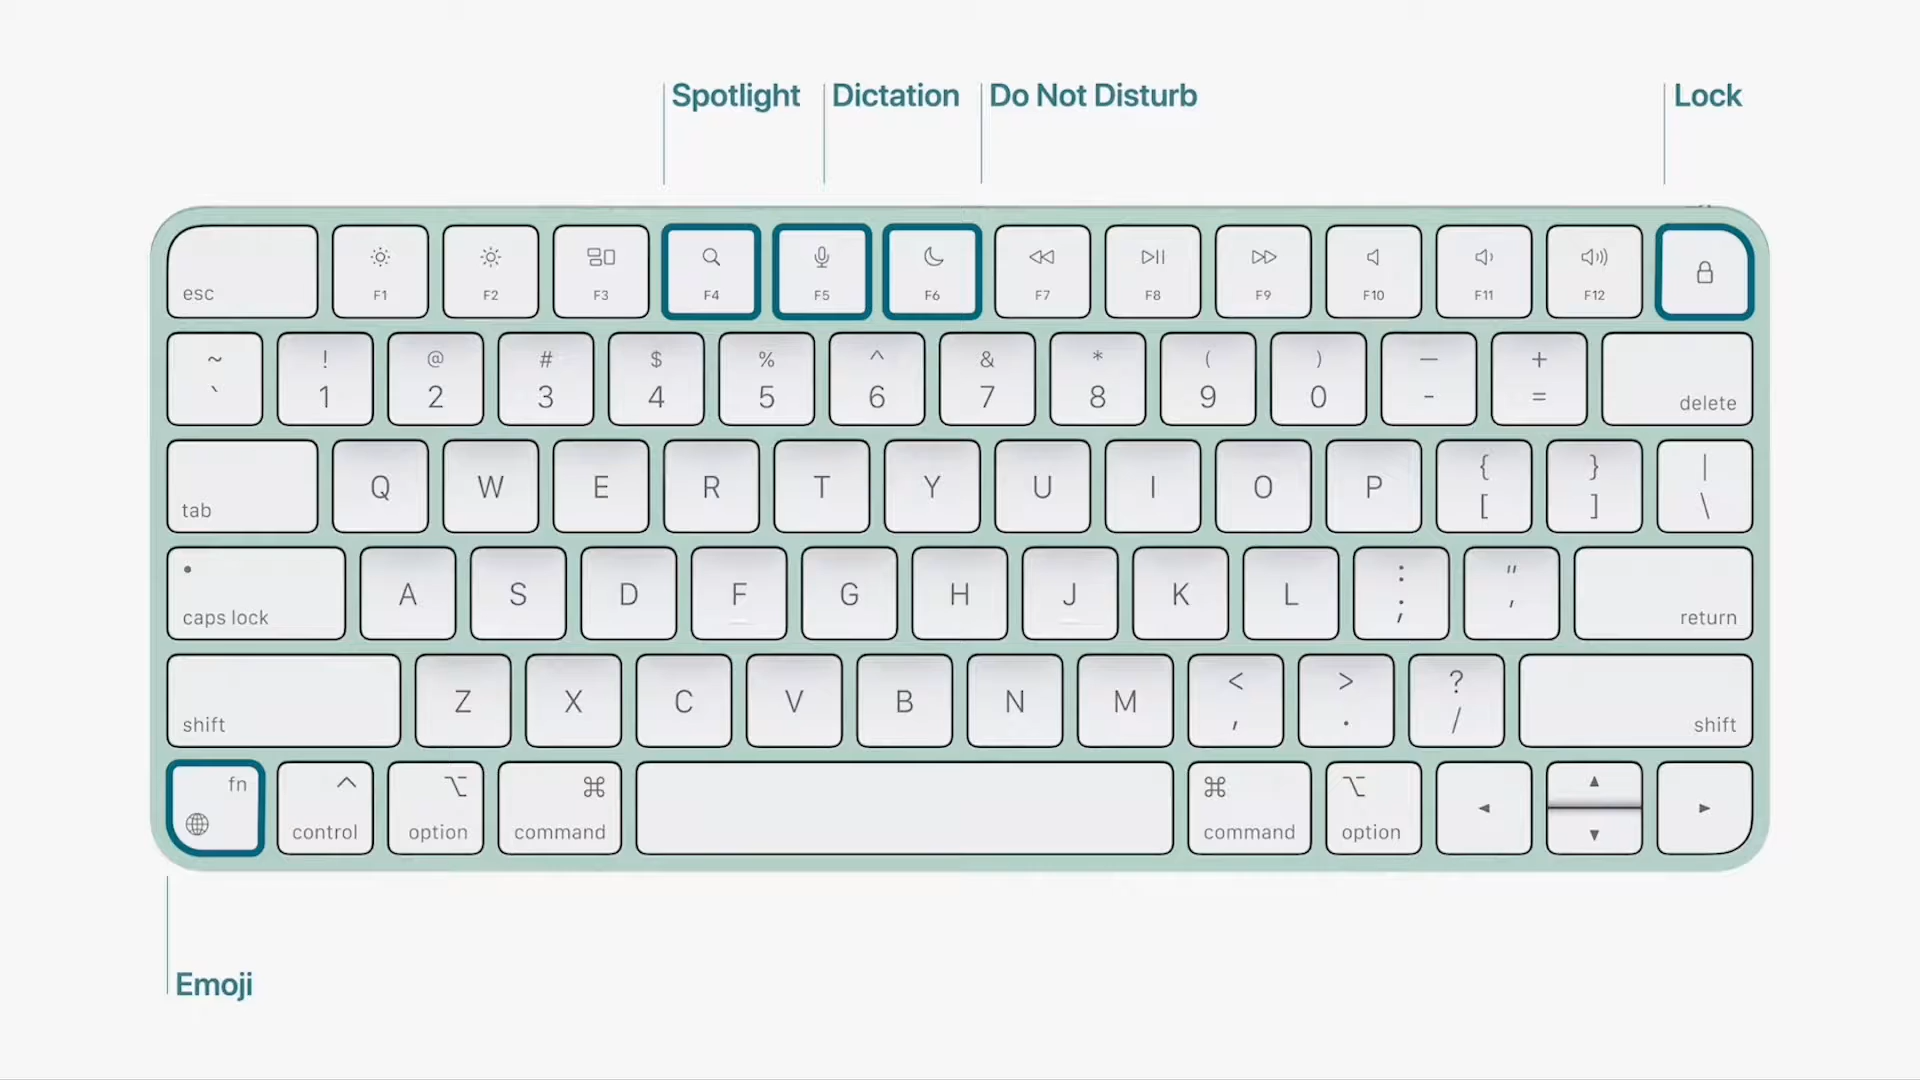 Spotlight Dictation Do Not Disturb Lock
esc F1 F2 F3 F4 F5 F6 F7 F8 F9 F10 F11 F12
~ ! @ # $ % ^ & * ( ) — +
` 1 2 3 4 5 6 7 8 9 0 - = delete
tab Q W E R T Y U I O P { [ } ] | \
caps lock A S D F G H J K L : ; " ' return
shift Z X C V B N M < , > . ? / shift
fn ^ ⌥ ⌘ ⌘ ⌥ ◀ ▲ ▼ ▶
control option command command option
Emoji